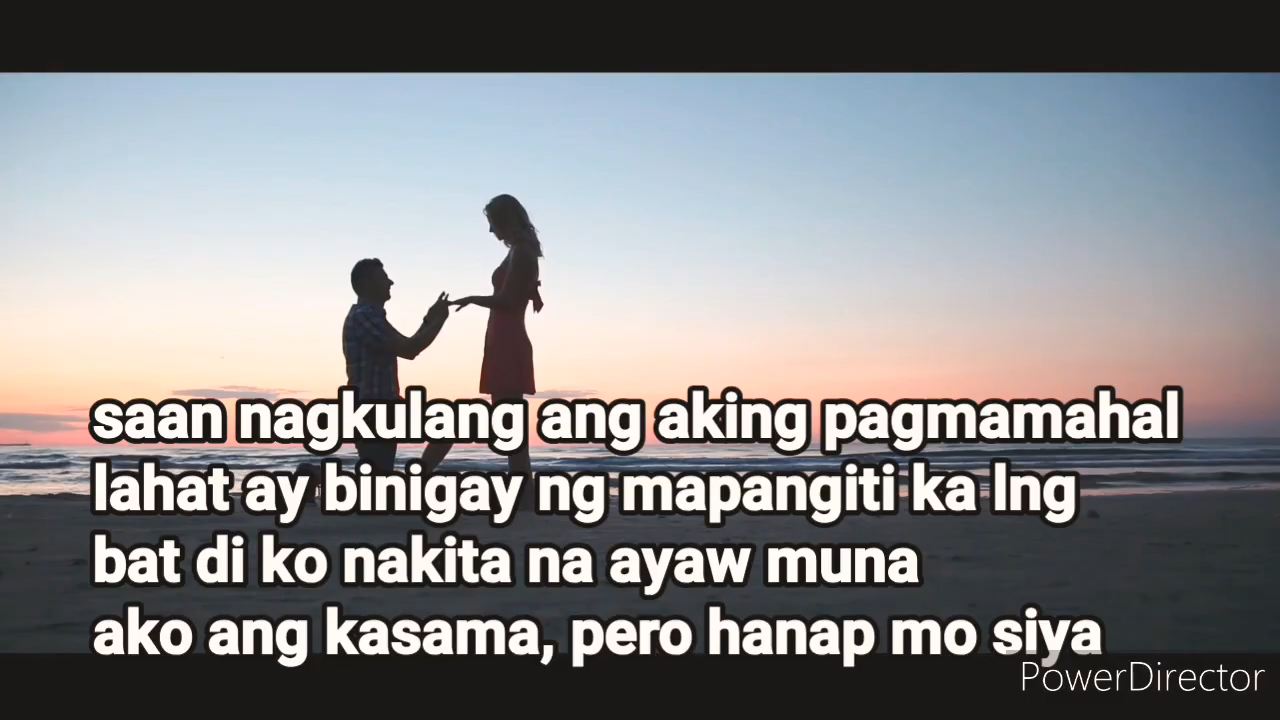 saan nagkulang ang aking pagmamahal
lahat ay binigay ng mapangiti ka lng
bat di ko nakita na ayaw muna
ako ang kasama, pero hanap mo siya
PowerDirector